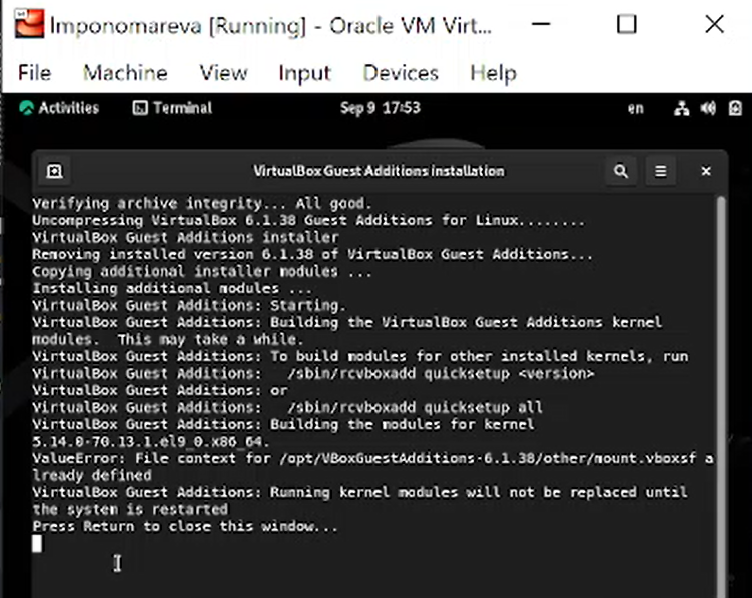 Imponomareva [Running] - Oracle VM Virt...
File Machine View Input Devices Help
Activities Terminal Sep 9 17:53 en
VirtualBox Guest Additions installation
Verifying archive integrity... All good.
Uncompressing VirtualBox 6.1.38 Guest Additions for Linux........
VirtualBox Guest Additions installer
Removing installed version 6.1.38 of VirtualBox Guest Additions...
Copying additional installer modules ...
Installing additional modules ...
VirtualBox Guest Additions: Starting.
VirtualBox Guest Additions: Building the VirtualBox Guest Additions kernel
modules.  This may take a while.
VirtualBox Guest Additions: To build modules for other installed kernels, run
VirtualBox Guest Additions:   /sbin/rcvboxadd quicksetup <version>
VirtualBox Guest Additions: or
VirtualBox Guest Additions:   /sbin/rcvboxadd quicksetup all
VirtualBox Guest Additions: Building the modules for kernel
5.14.0-70.13.1.el9_0.x86_64.
ValueError: File context for /opt/VBoxGuestAdditions-6.1.38/other/mount.vboxsf a
lready defined
VirtualBox Guest Additions: Running kernel modules will not be replaced until
the system is restarted
Press Return to close this window...